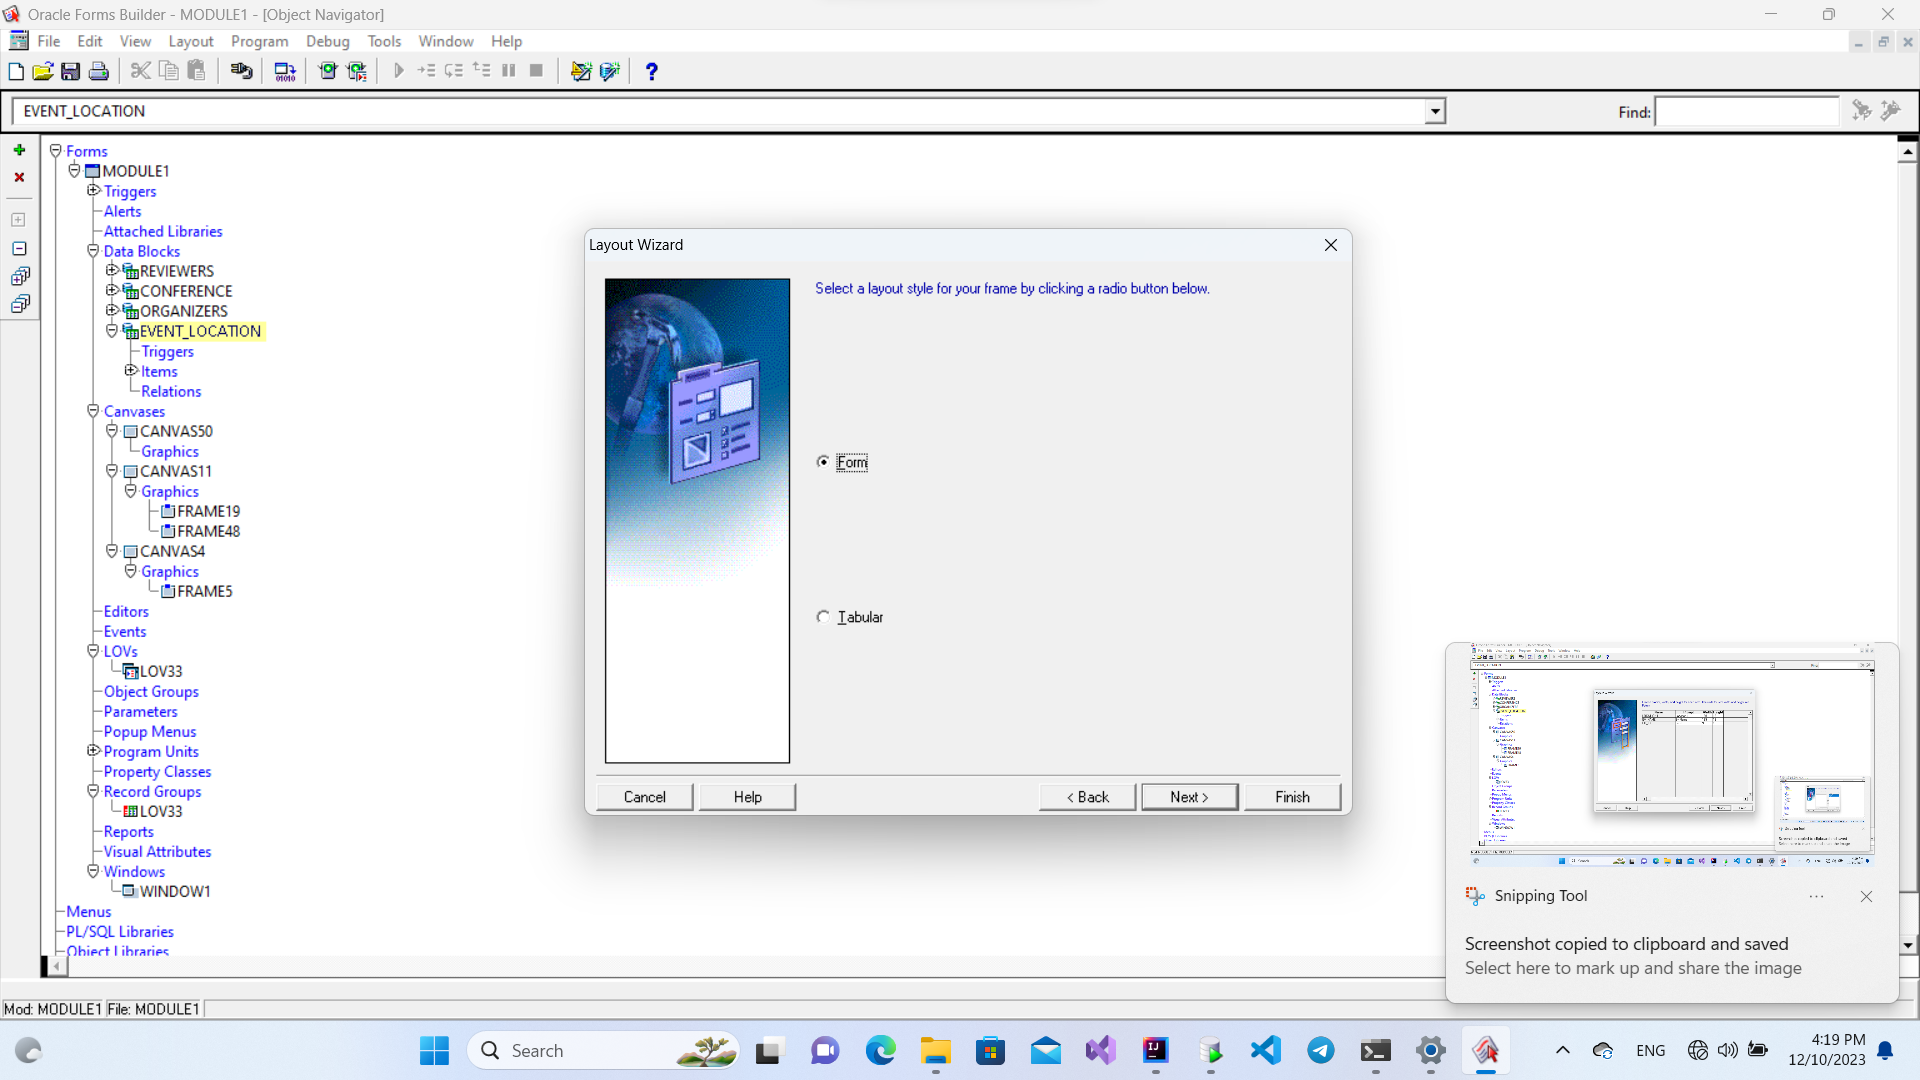 Oracle Forms Builder - MODULE1 - [Object Navigator]
File Edit View Layout Program Debug Tools Window Help
EVENT_LOCATION
Find:
Forms
MODULE1
Triggers
Alerts
Attached Libraries
Data Blocks
REVIEWERS
CONFERENCE
ORGANIZERS
EVENT_LOCATION
Triggers
Items
Relations
Canvases
CANVAS50
Graphics
CANVAS11
Graphics
FRAME19
FRAME48
CANVAS4
Graphics
FRAME5
Editors
Events
LOVs
LOV33
Object Groups
Parameters
Popup Menus
Program Units
Property Classes
Record Groups
LOV33
Reports
Visual Attributes
Windows
WINDOW1
Menus
PL/SQL Libraries
Object Libraries
Layout Wizard
Select a layout style for your frame by clicking a radio button below.
Form
Tabular
Cancel Help < Back Next > Finish
Snipping Tool
Screenshot copied to clipboard and saved
Select here to mark up and share the image
Mod: MODULE1 File: MODULE1
Search
ENG
4:19 PM
12/10/2023